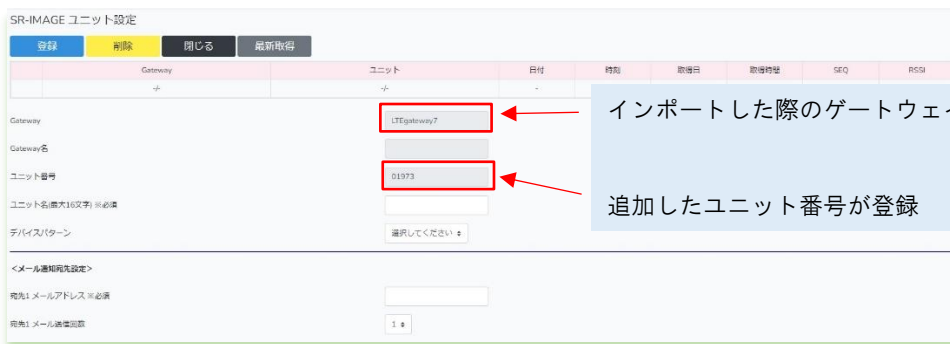 SR-IMAGE ユニット設定
登録 削除 閉じる 最新取得
Gateway ユニット 日付 時刻 取得日 取得時間 SEQ RSSI
-/- -/- -
インポートした際のゲートウェイ
Gateway LTEgateway7
Gateway名
ユニット番号 01973
追加したユニット番号が登録
ユニット名(最大16文字) ※必須
デバイスパターン 選択してください
<メール通知宛先設定>
宛先1 メールアドレス ※必須
宛先1 メール送信回数 1